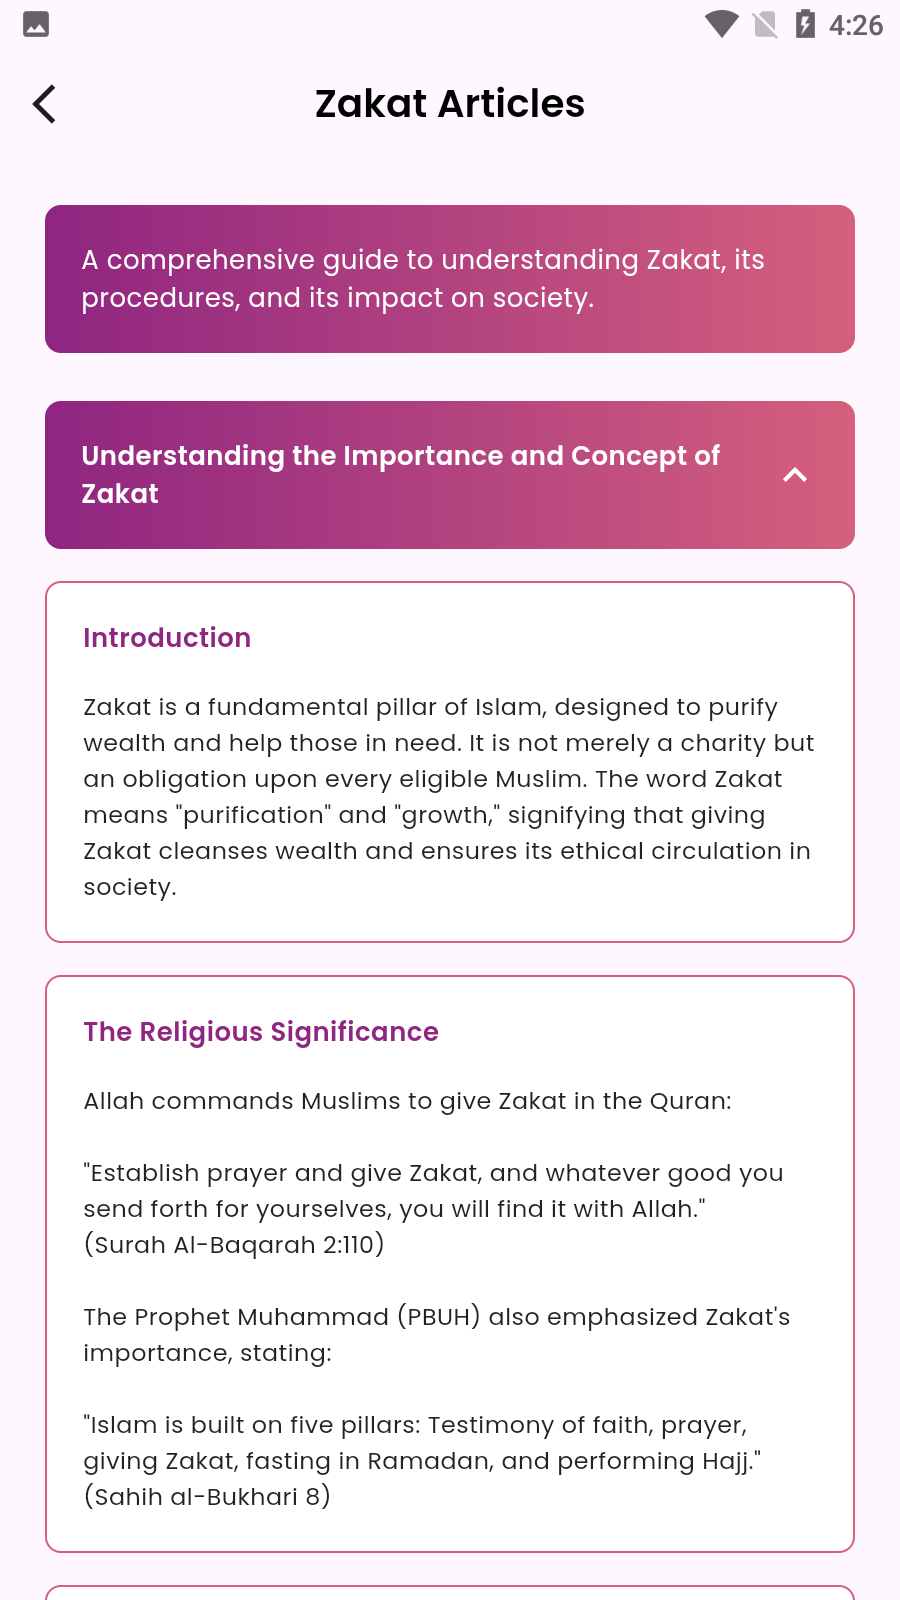 4:26
Zakat Articles
A comprehensive guide to understanding Zakat, its
procedures, and its impact on society.
Understanding the Importance and Concept of
Zakat
Introduction
Zakat is a fundamental pillar of Islam, designed to purify
wealth and help those in need. It is not merely a charity but
an obligation upon every eligible Muslim. The word Zakat
means "purification" and "growth," signifying that giving
Zakat cleanses wealth and ensures its ethical circulation in
society.
The Religious Significance
Allah commands Muslims to give Zakat in the Quran:
"Establish prayer and give Zakat, and whatever good you
send forth for yourselves, you will find it with Allah."
(Surah Al-Baqarah 2:110)
The Prophet Muhammad (PBUH) also emphasized Zakat's
importance, stating:
"Islam is built on five pillars: Testimony of faith, prayer,
giving Zakat, fasting in Ramadan, and performing Hajj."
(Sahih al-Bukhari 8)